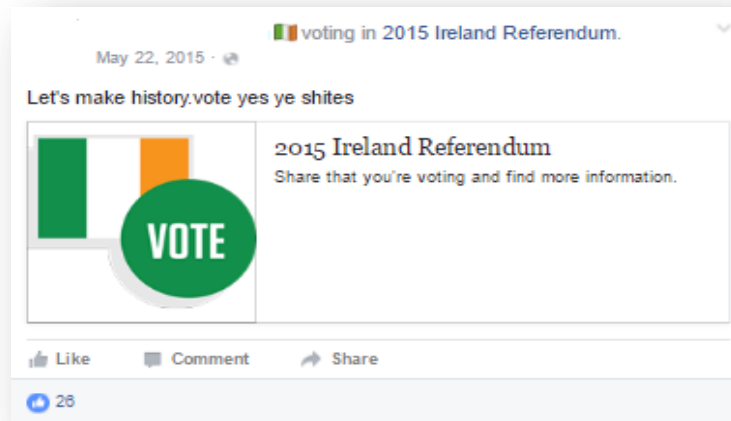 voting in 2015 Ireland Referendum.
May 22, 2015 ·
Let's make history.vote yes ye shites
2015 Ireland Referendum
Share that you're voting and find more information.
VOTE
Like Comment Share
26